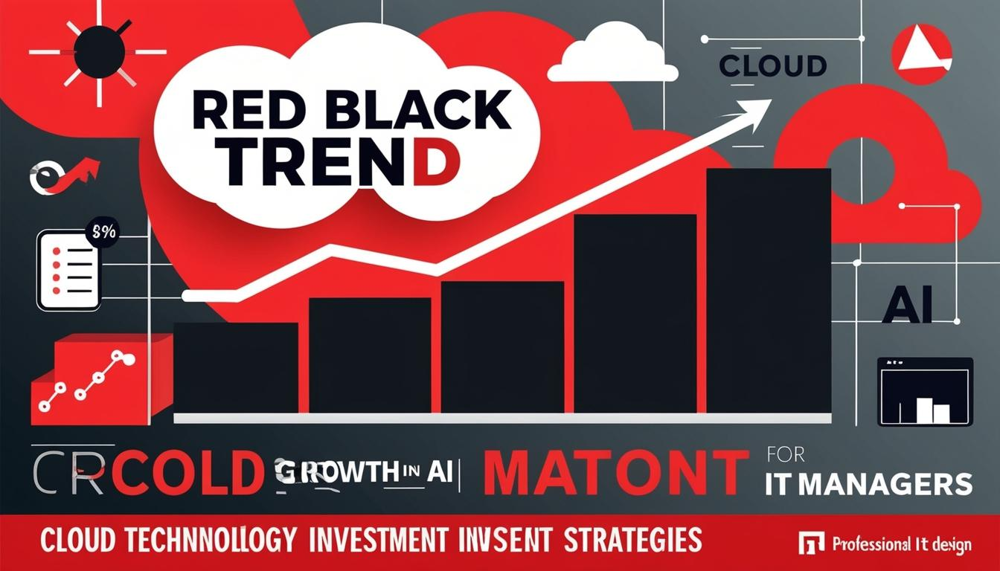 RED BLACK
TREND
CLOUD
8%
AI
CRCOLD GROWTH IN AI| MATONT FOR
IT MANAGERS
CLOUD TECHNNOLOGY INVESTMENT INVSENT STRATEGIES
Professional It design